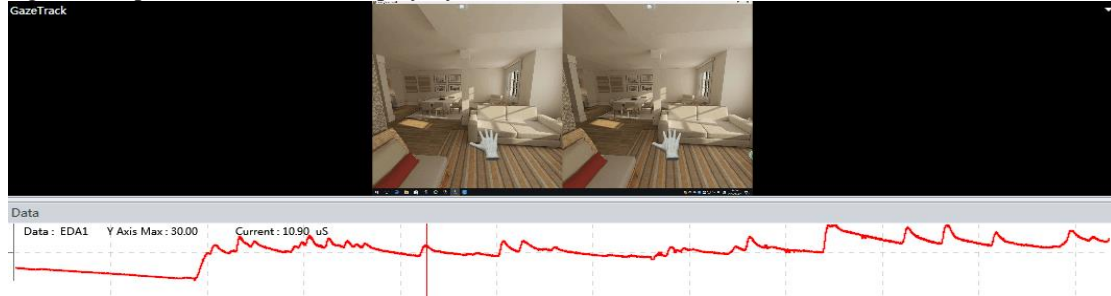 GazeTrack
Data
Data : EDA1 Y Axis Max : 30.00 Current : 10.90 uS